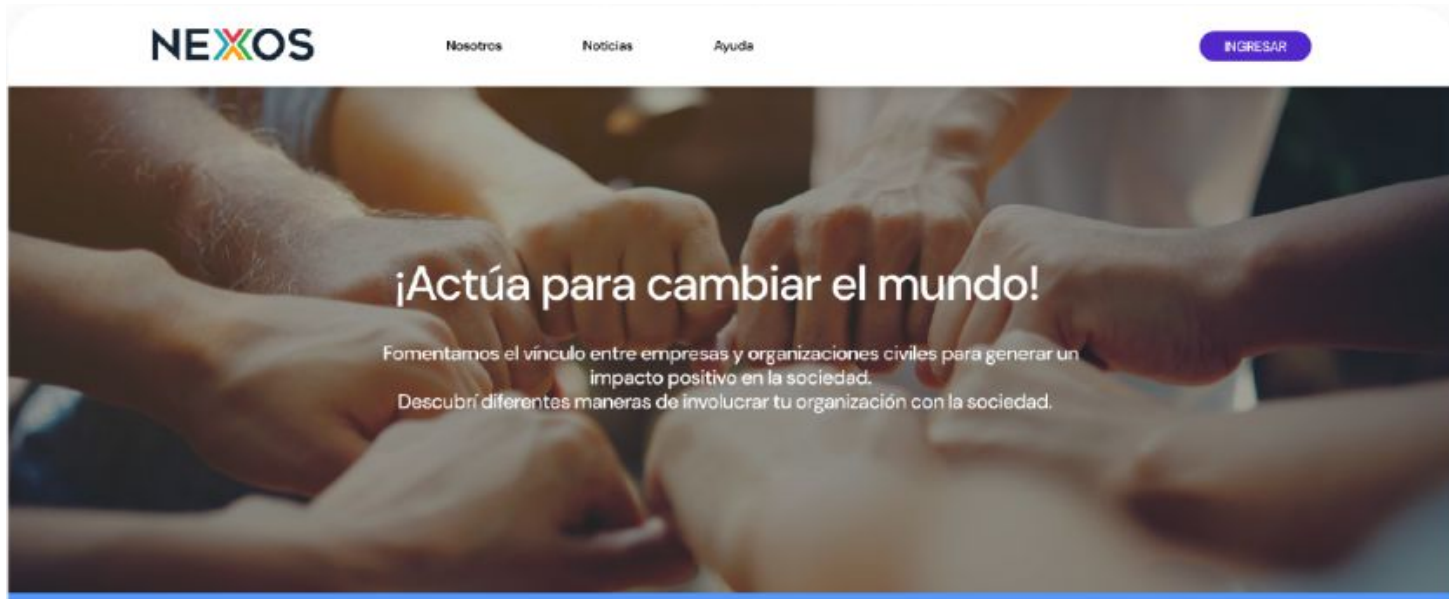 NEXOS
Nosotros
Noticias
Ayuda
INGRESAR
¡Actúa para cambiar el mundo!
Fomentamos el vínculo entre empresas y organizaciones civiles para generar un
impacto positivo en la sociedad.
Descubrí diferentes maneras de involucrar tu organización con la sociedad.